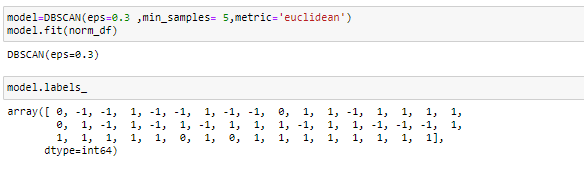 model=DBSCAN(eps=0.3 ,min_samples= 5,metric='euclidean')
model.fit(norm_df)
DBSCAN(eps=0.3)
model.labels_
array([ 0, -1, -1,  1, -1, -1,  1, -1, -1,  0,  1,  1, -1,  1,  1,  1,  1,
        0,  1, -1,  1, -1,  1, -1,  1,  1,  1, -1,  1,  1, -1, -1, -1,  1,
        1,  1,  1,  1,  1,  0,  1,  0,  1,  1,  1,  1,  1,  1,  1,  1],
      dtype=int64)